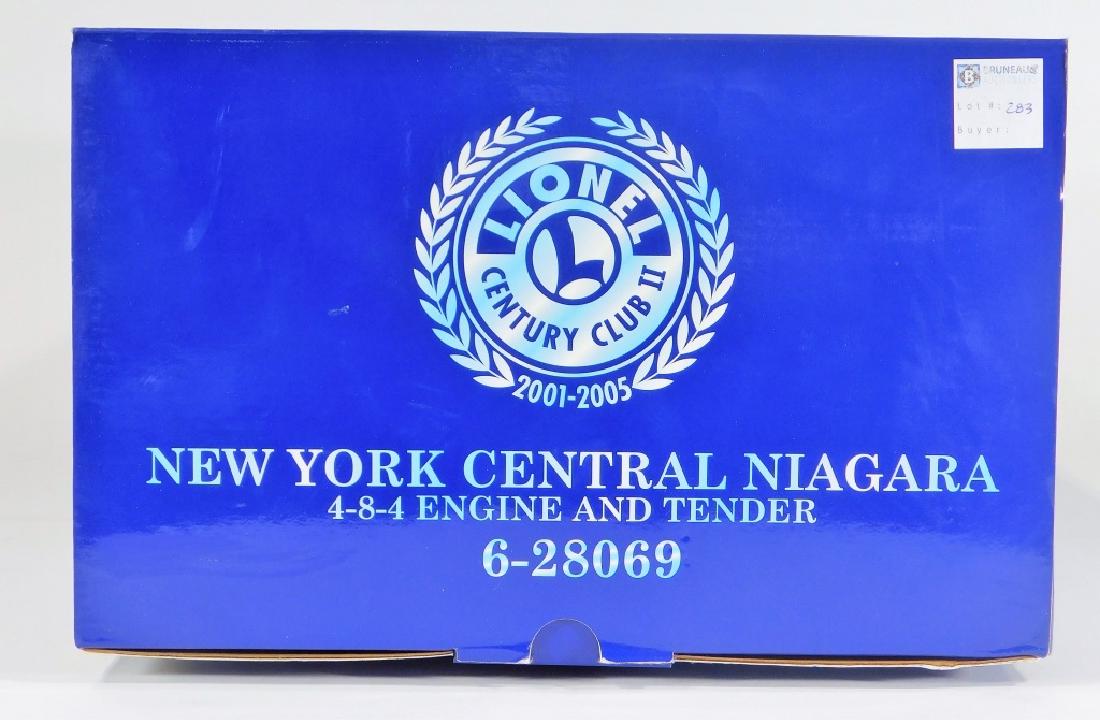 BRUNEAU &
Lot #: 283
Buyer:
LIONEL
L
CENTURY CLUB II
2001-2005
NEW YORK CENTRAL NIAGARA
4-8-4 ENGINE AND TENDER
6-28069